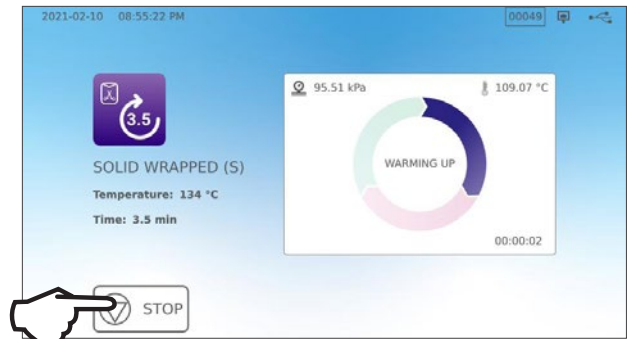 2021-02-10 08:55:22 PM
00049
3.5
SOLID WRAPPED (S)
Temperature: 134 °C
Time: 3.5 min
95.51 kPa
109.07 °C
WARMING UP
00:00:02
STOP